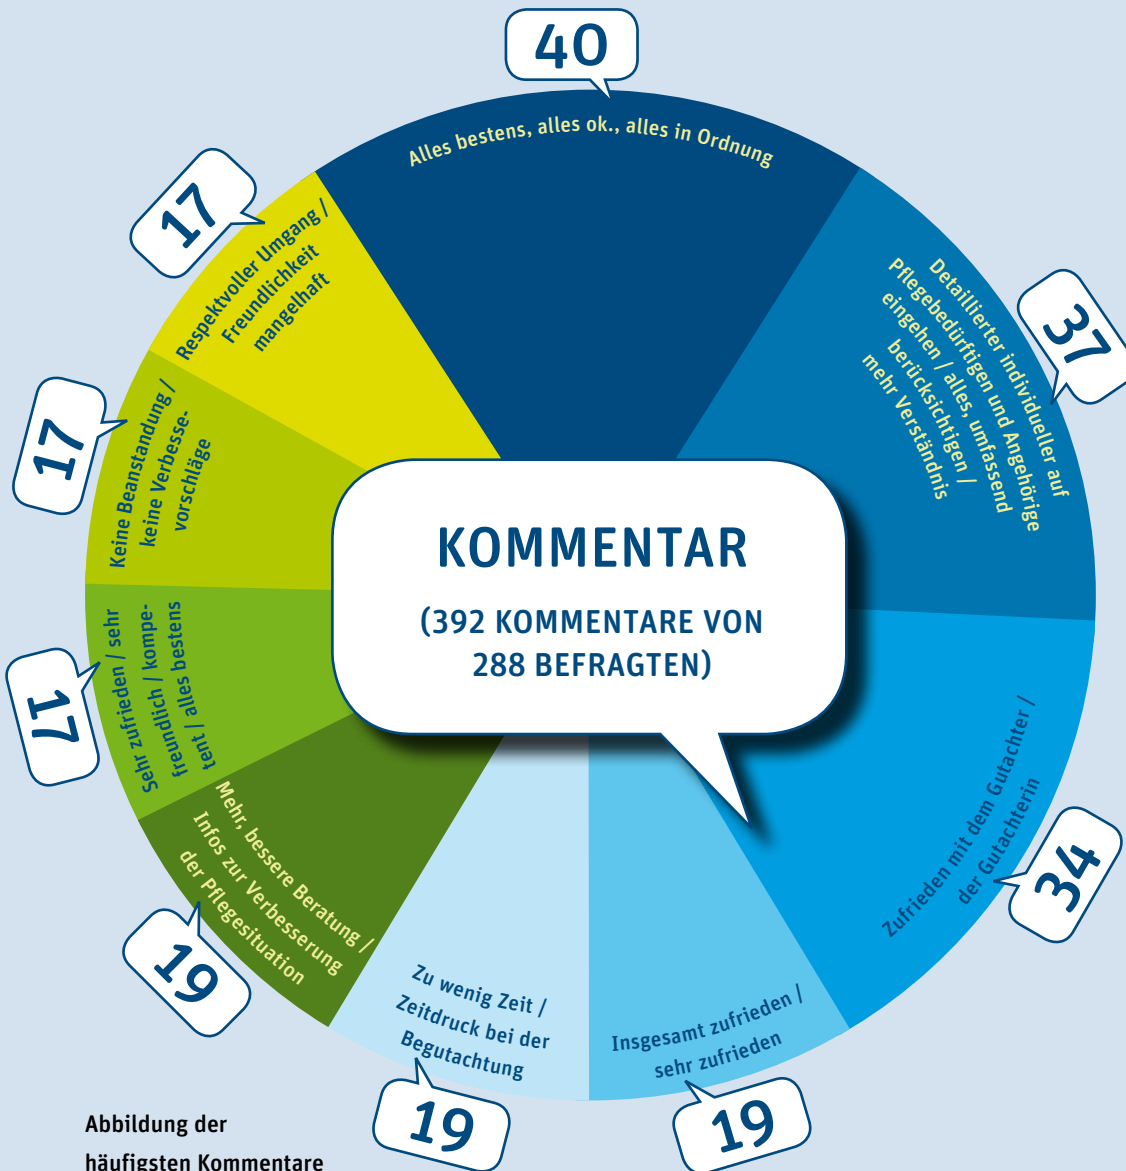 40
Alles bestens, alles ok., alles in Ordnung
37
Detaillierter individueller auf
Pflegebedürftigen und Angehörige
eingehen / alles, umfassend
berücksichtigen /
mehr Verständnis
34
Zufrieden mit dem Gutachter /
der Gutachterin
19
Insgesamt zufrieden /
sehr zufrieden
19
Zu wenig Zeit /
Zeitdruck bei der
Begutachtung
19
Mehr, bessere Beratung /
Infos zur Verbesserung
der Pflegesituation
17
Sehr zufrieden / sehr
freundlich / kompe-
tent / alles bestens
17
Keine Beanstandung /
keine Verbesse-
vorschläge
17
Respektvoller Umgang /
Freundlichkeit
mangelhaft
KOMMENTAR
(392 KOMMENTARE VON
288 BEFRAGTEN)
Abbildung der
häufigsten Kommentare